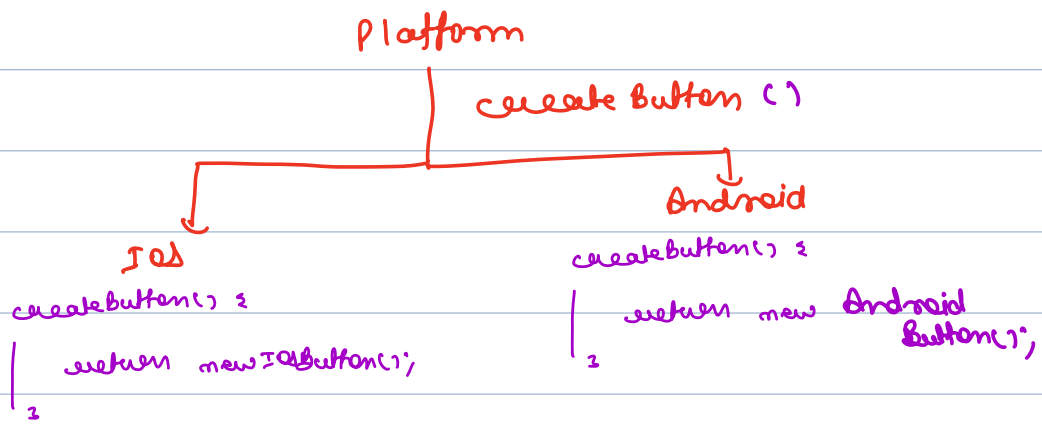 Platform
createButton ()
Android
IOS
createButton() {
createButton() {
return new Android
Button();
}
return new IOSButton();
}